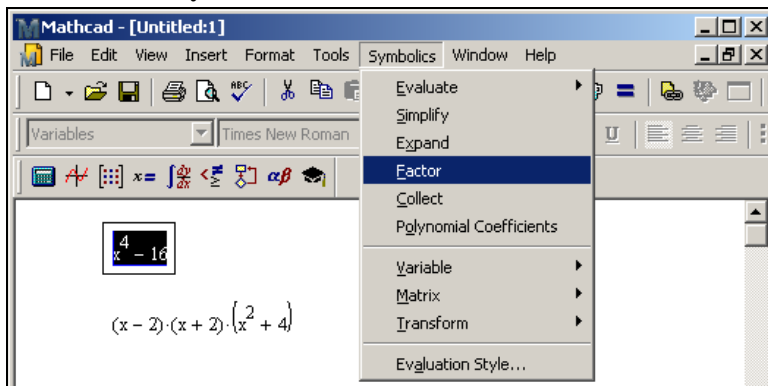 Mathcad - [Untitled:1]
File Edit View Insert Format Tools Symbolics Window Help
Variables Times New Roman U
x= αβ
Evaluate
Simplify
Expand
Factor
Collect
Polynomial Coefficients
Variable
Matrix
Transform
Evaluation Style...
x⁴ − 16
(x − 2)·(x + 2)·(x² + 4)